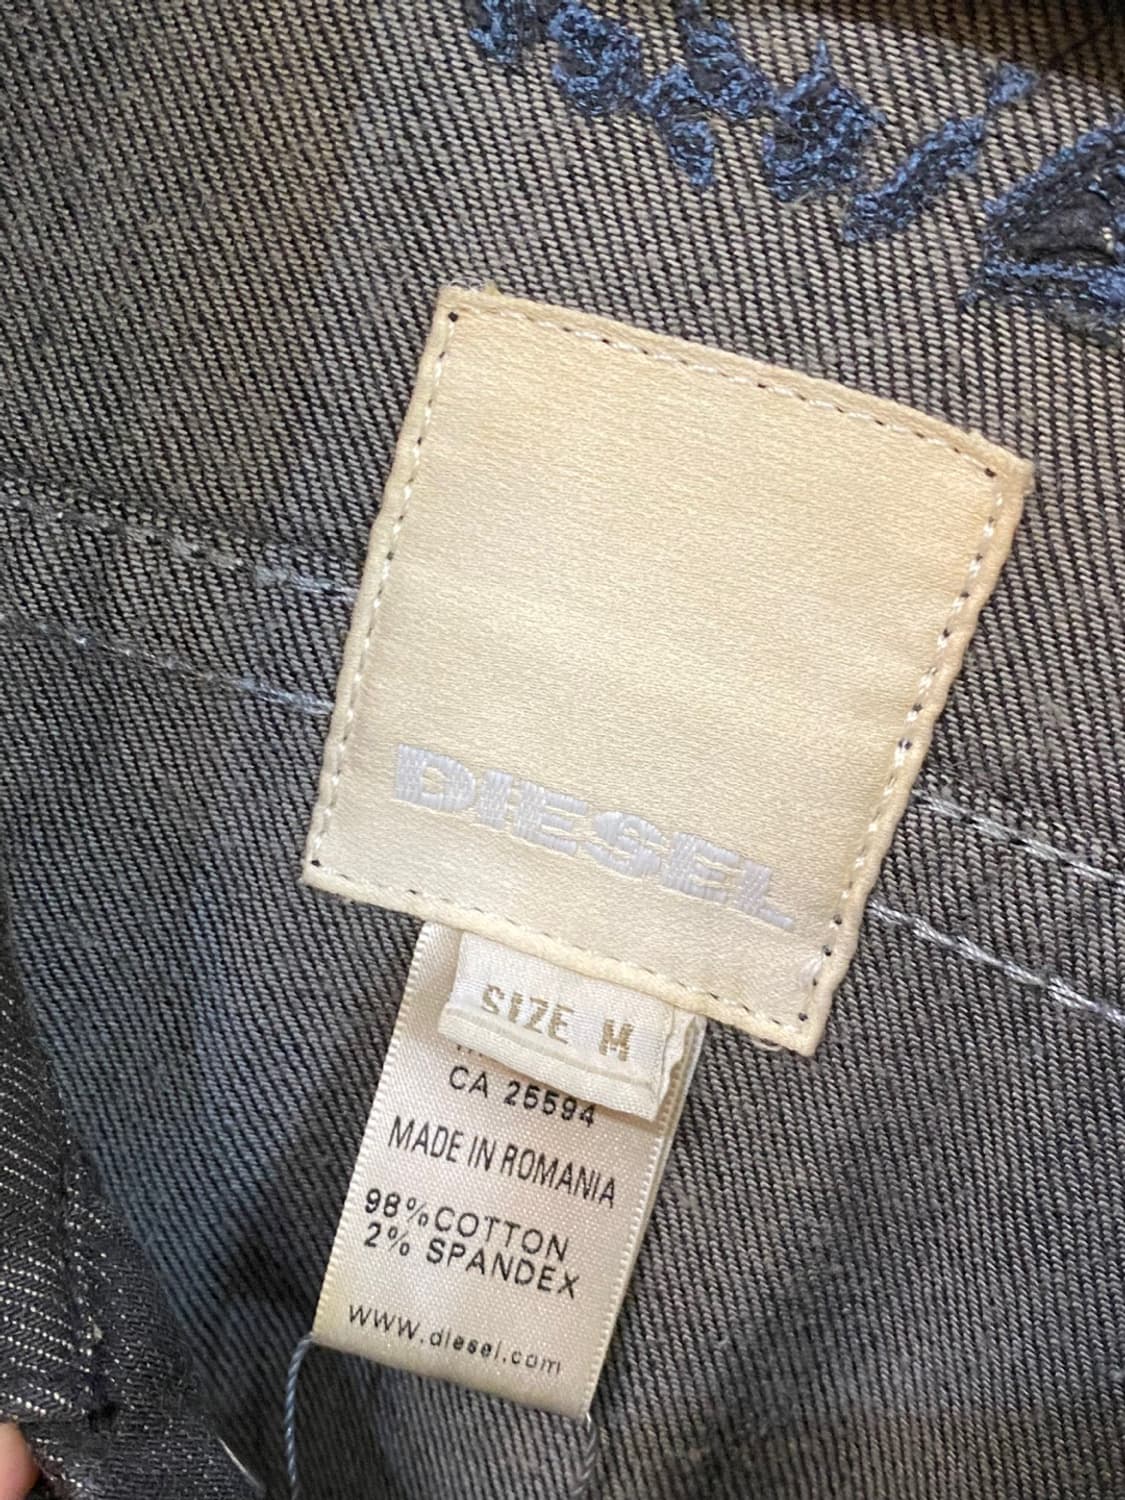 DIESEL
SIZE M
CA 25594
MADE IN ROMANIA
98% COTTON
2% SPANDEX
www.diesel.com